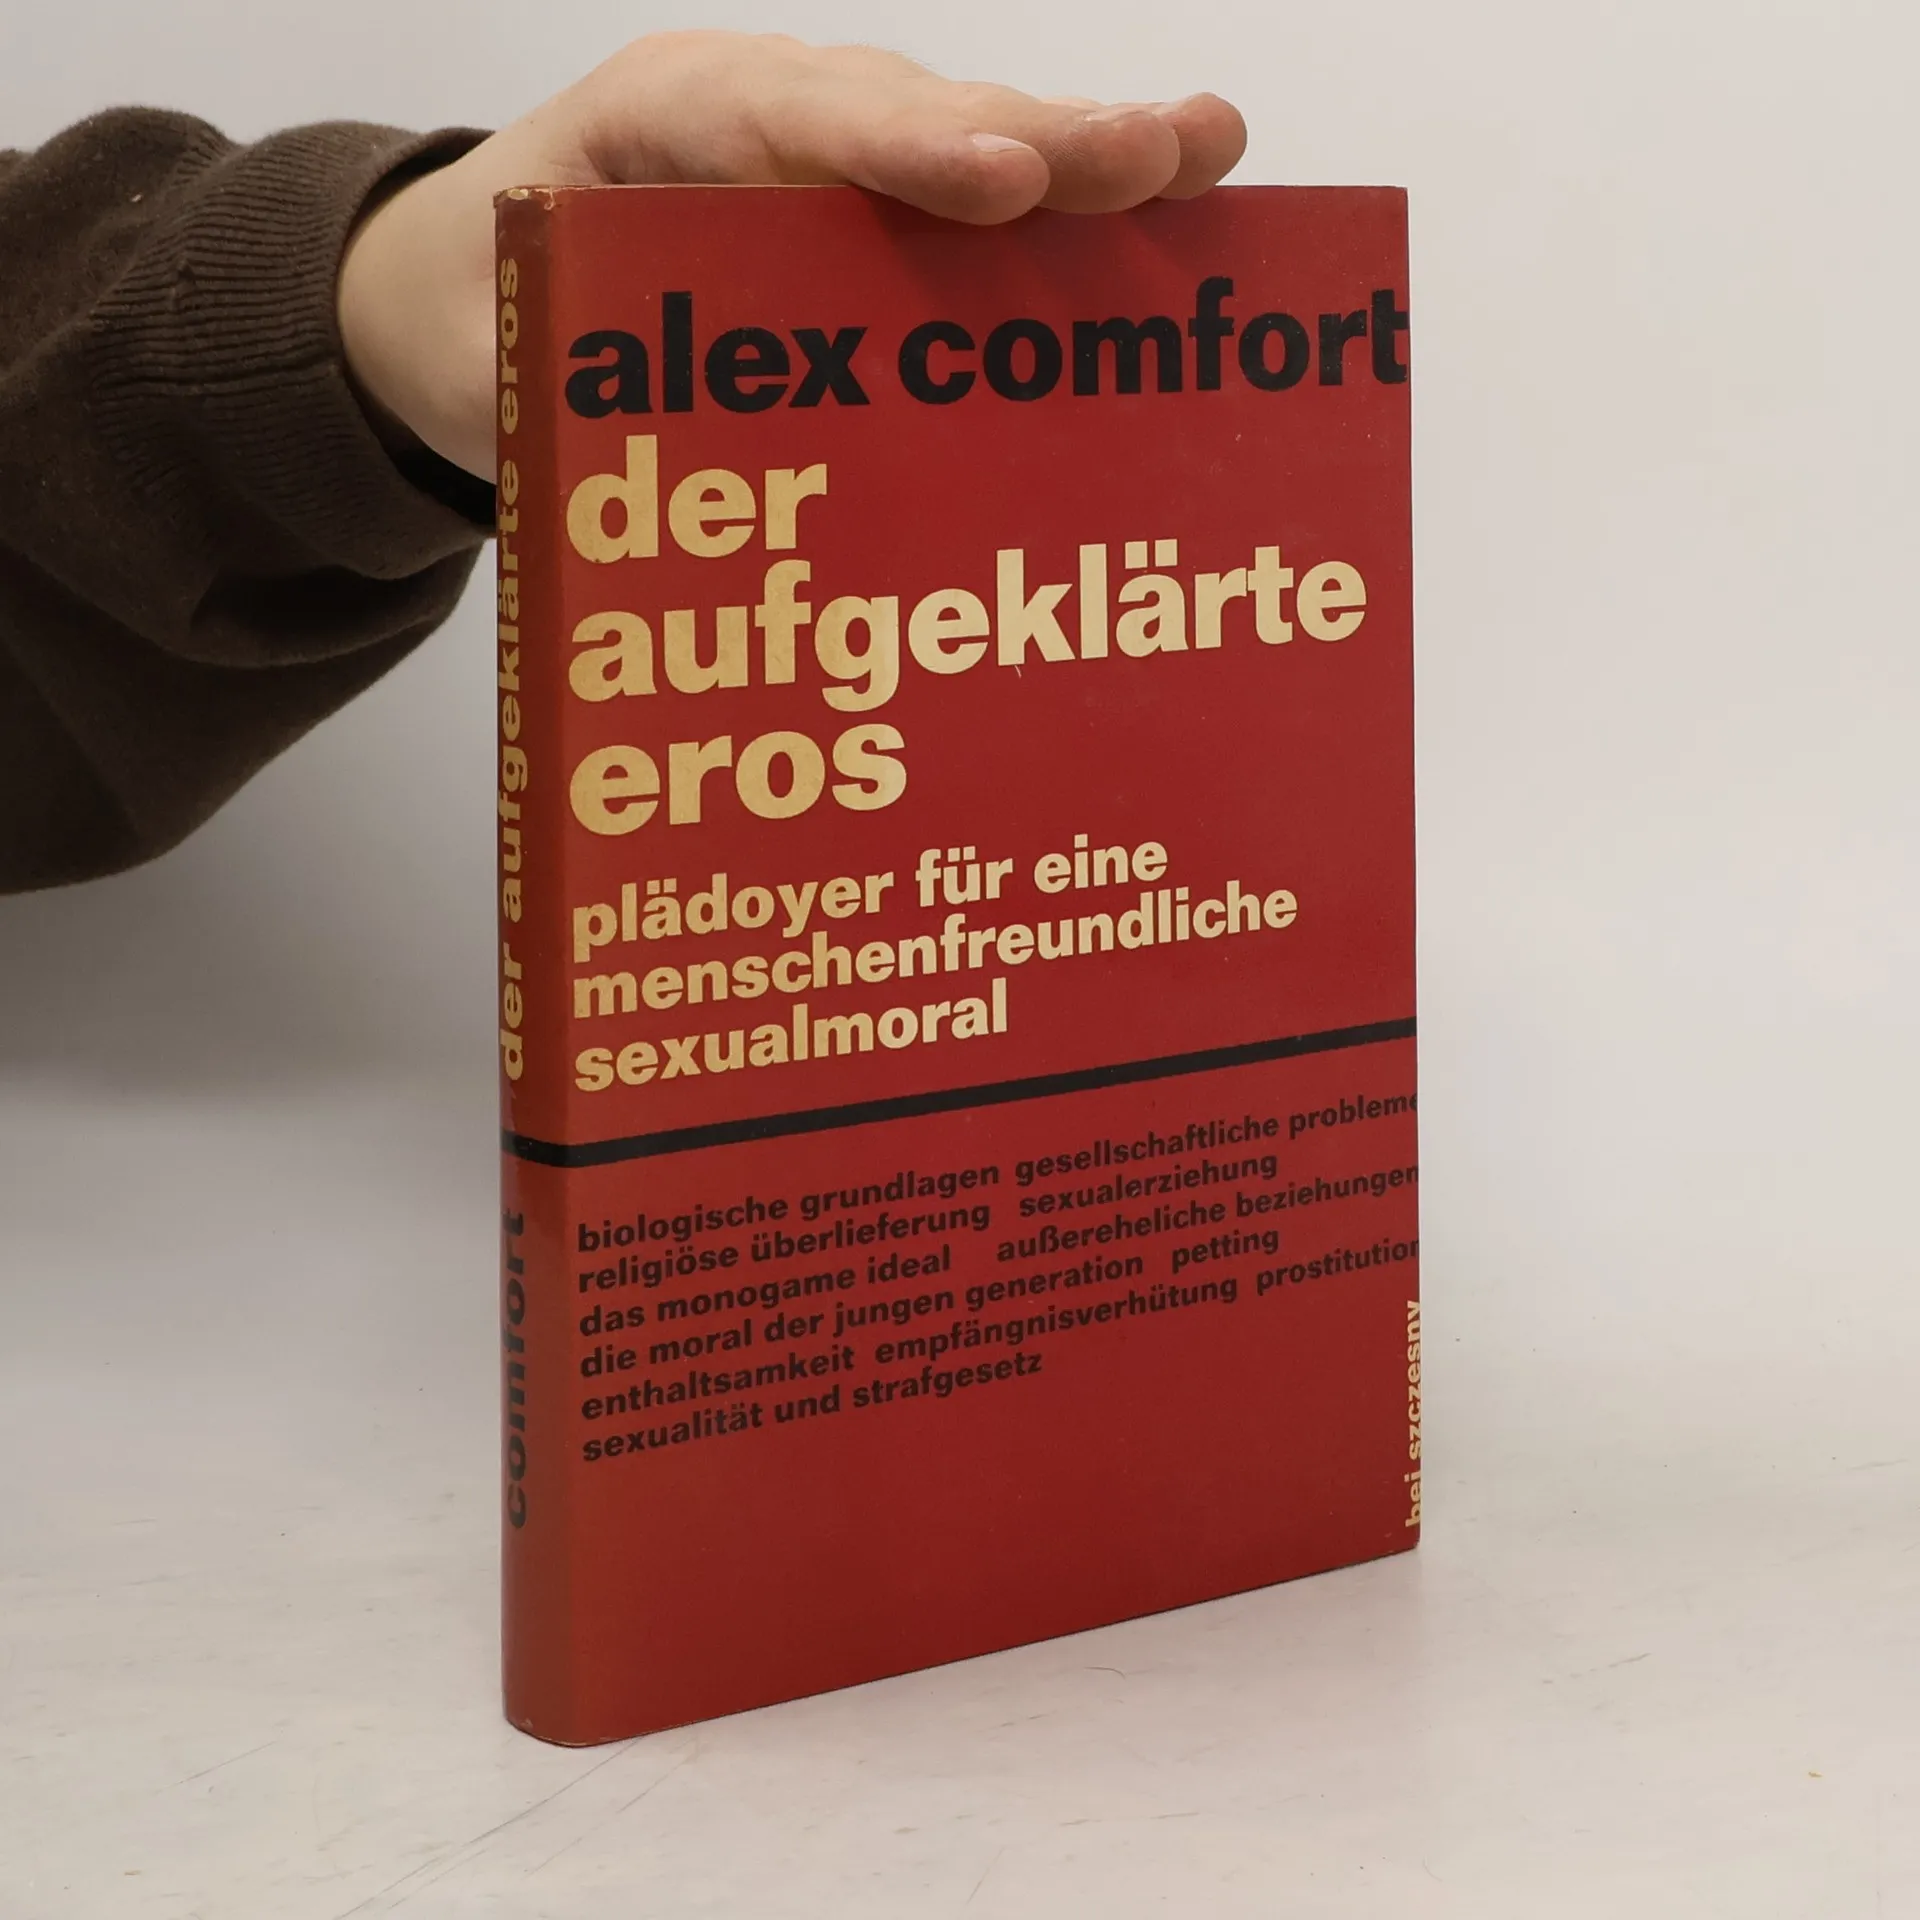 alex comfort
der
aufgeklärte
eros
plädoyer für eine
menschenfreundliche
sexualmoral
biologische grundlagen gesellschaftliche probleme
religiöse überlieferung sexualerziehung
das monogame ideal außereheliche beziehungen
die moral der jungen generation petting
enthaltsamkeit empfängnisverhütung prostitution
sexualität und strafgesetz
bei szczesny
der aufgeklärte eros
comfort